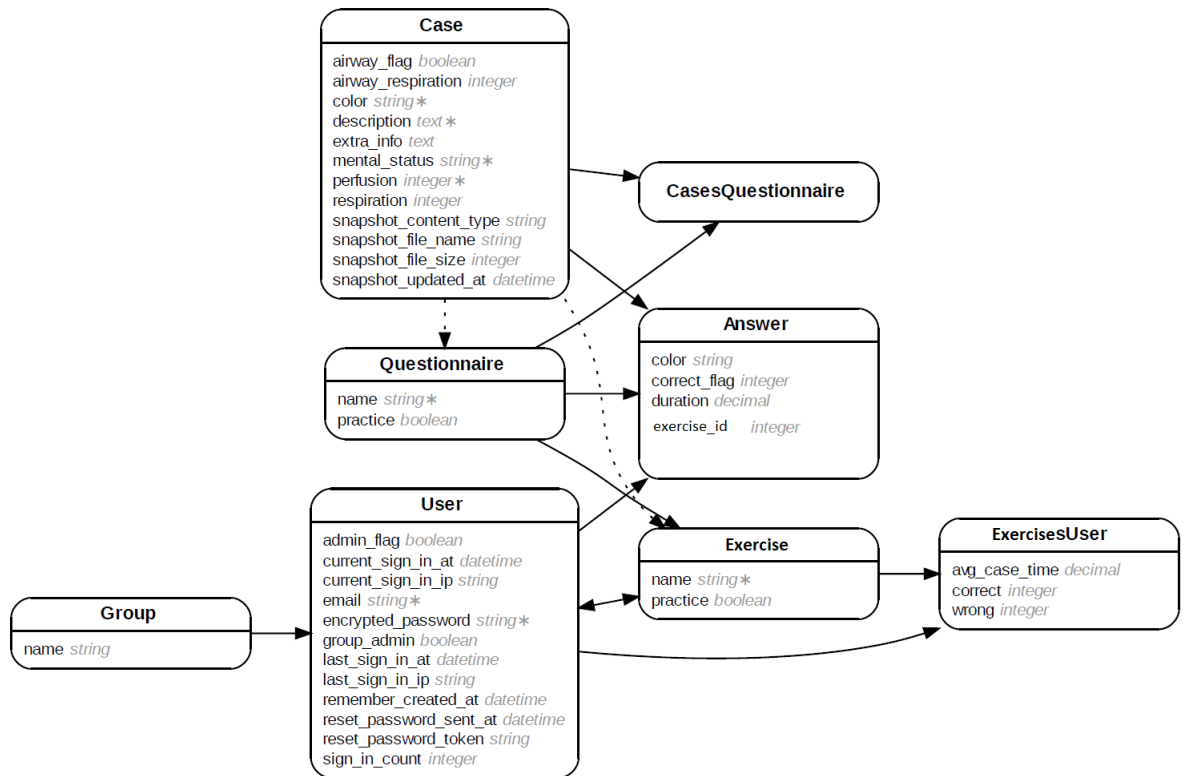 Case
airway_flag boolean
airway_respiration integer
color string*
description text*
extra_info text
mental_status string*
perfusion integer*
respiration integer
snapshot_content_type string
snapshot_file_name string
snapshot_file_size integer
snapshot_updated_at datetime
CasesQuestionnaire
Answer
color string
correct_flag integer
duration decimal
exercise_id integer
Questionnaire
name string*
practice boolean
User
admin_flag boolean
current_sign_in_at datetime
current_sign_in_ip string
email string*
encrypted_password string*
group_admin boolean
last_sign_in_at datetime
last_sign_in_ip string
remember_created_at datetime
reset_password_sent_at datetime
reset_password_token string
sign_in_count integer
Exercise
name string*
practice boolean
ExercisesUser
avg_case_time decimal
correct integer
wrong integer
Group
name string